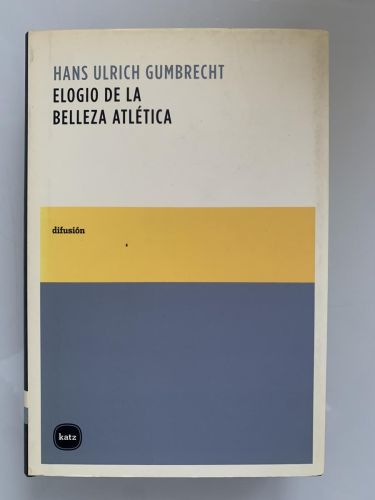 HANS ULRICH GUMBRECHT
ELOGIO DE LA
BELLEZA ATLÉTICA
difusión
katz